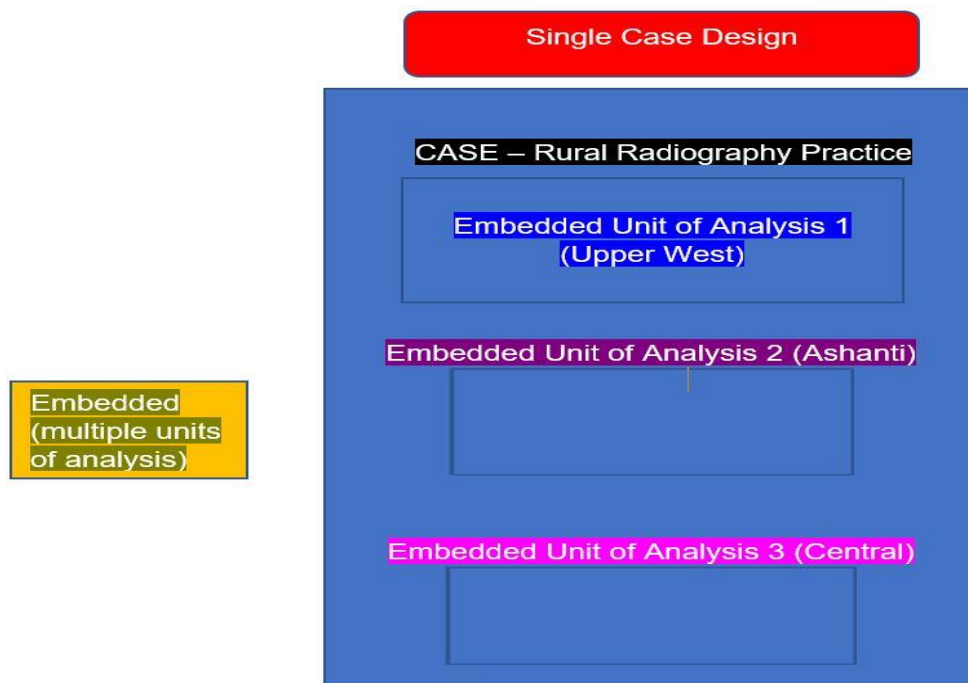 Single Case Design
CASE – Rural Radiography Practice
Embedded Unit of Analysis 1
(Upper West)
Embedded Unit of Analysis 2 (Ashanti)
Embedded
(multiple units
of analysis)
Embedded Unit of Analysis 3 (Central)